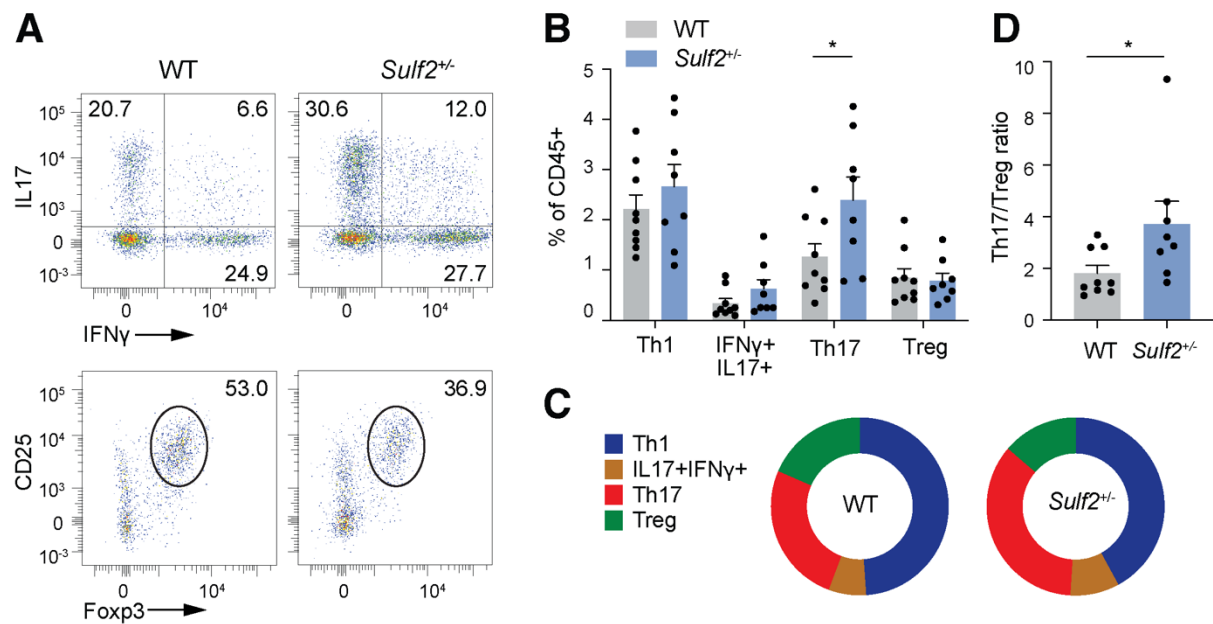 A
WT
Sulf2+/-
IL17
10⁵
10⁴
10³
0
10⁻³
20.7
6.6
24.9
30.6
12.0
27.7
0
10⁴
0
10⁴
IFNγ
CD25
10⁵
10⁴
10³
0
10⁻³
53.0
36.9
0
10⁴
0
10⁴
Foxp3
B
WT
Sulf2+/-
*
% of CD45+
5
4
3
2
1
0
Th1
IFNγ+
IL17+
Th17
Treg
D
*
Th17/Treg ratio
10
8
6
4
2
0
WT
Sulf2+/-
C
Th1
IL17+IFNγ+
Th17
Treg
WT
Sulf2+/-